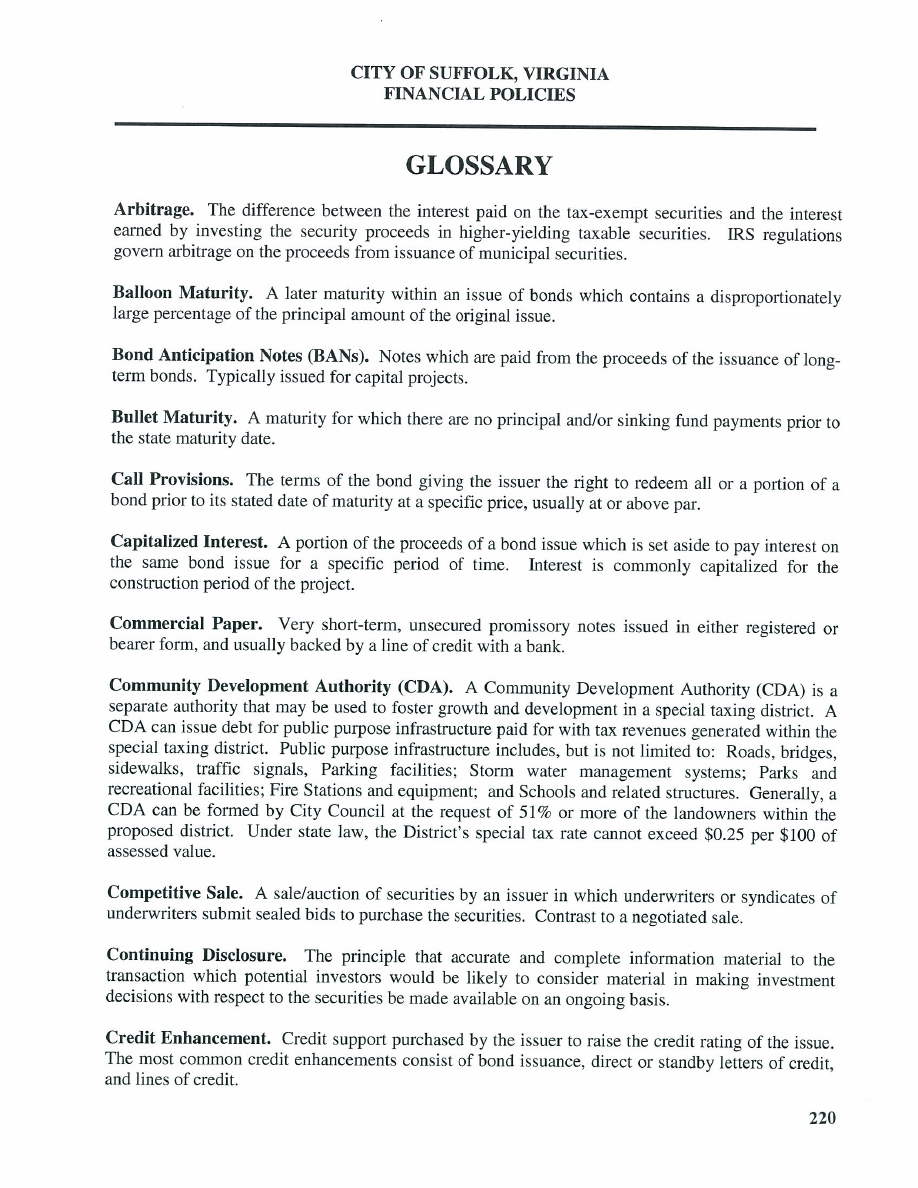 CITY OF SUFFOLK, VIRGINIA
FINANCIAL POLICIES
GLOSSARY
Arbitrage. The difference between the interest paid on the tax-exempt securities and the interest
earned by investing the security proceeds in higher-yielding taxable securities. IRS regulations
govern arbitrage on the proceeds from issuance of municipal securities.
Balloon Maturity. A later maturity within an issue of bonds which contains a disproportionately
large percentage of the principal amount of the original issue.
Bond Anticipation Notes (BANs). Notes which are paid from the proceeds of the issuance of long-
term bonds. Typically issued for capital projects.
Bullet Maturity. A maturity for which there are no principal and/or sinking fund payments prior to
the state maturity date.
Call Provisions. The terms of the bond giving the issuer the right to redeem all or a portion of a
bond prior to its stated date of maturity at a specific price, usually at or above par.
Capitalized Interest. A portion of the proceeds of a bond issue which is set aside to pay interest on
the same bond issue for a specific period of time. Interest is commonly capitalized for the
construction period of the project.
Commercial Paper. Very short-term, unsecured promissory notes issued in either registered or
bearer form, and usually backed by a line of credit with a bank.
Community Development Authority (CDA). A Community Development Authority (CDA) is a
separate authority that may be used to foster growth and development in a special taxing district. A
CDA can issue debt for public purpose infrastructure paid for with tax revenues generated within the
special taxing district. Public purpose infrastructure includes, but is not limited to: Roads, bridges,
sidewalks, traffic signals, Parking facilities; Storm water management systems; Parks and
recreational facilities; Fire Stations and equipment; and Schools and related structures. Generally, a
CDA can be formed by City Council at the request of 51% or more of the landowners within the
proposed district. Under state law, the District's special tax rate cannot exceed $0.25 per $100 of
assessed value.
Competitive Sale. A sale/auction of securities by an issuer in which underwriters or syndicates of
underwriters submit sealed bids to purchase the securities. Contrast to a negotiated sale.
Continuing Disclosure. The principle that accurate and complete information material to the
transaction which potential investors would be likely to consider material in making investment
decisions with respect to the securities be made available on an ongoing basis.
Credit Enhancement. Credit support purchased by the issuer to raise the credit rating of the issue.
The most common credit enhancements consist of bond issuance, direct or standby letters of credit,
and lines of credit.
220